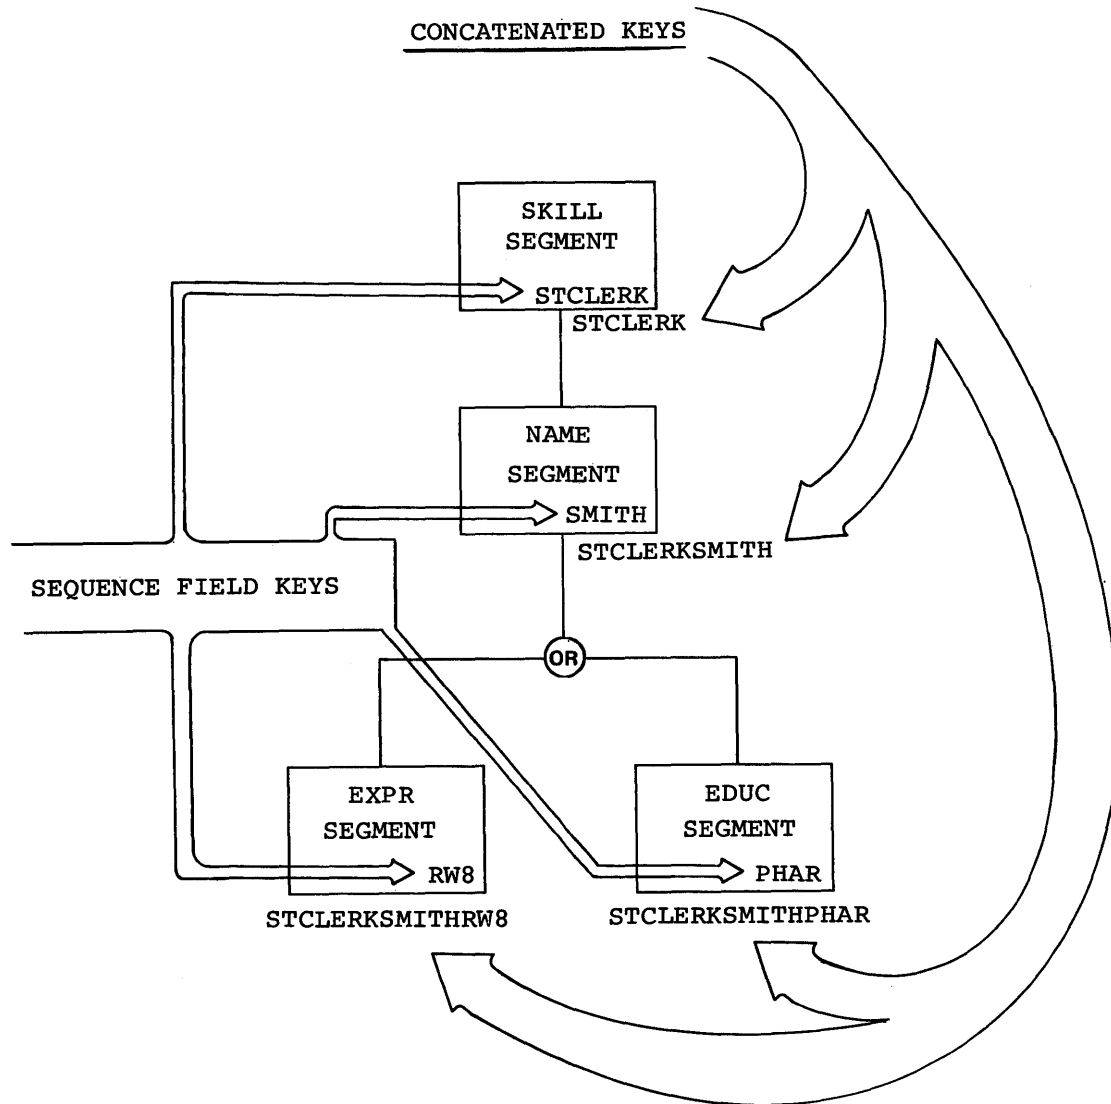 CONCATENATED KEYS
SKILL
SEGMENT
STCLERK
STCLERK
NAME
SEGMENT
SMITH
STCLERKSMITH
SEQUENCE FIELD KEYS
OR
EXPR
SEGMENT
RW8
STCLERKSMITHRW8
EDUC
SEGMENT
PHAR
STCLERKSMITHPHAR